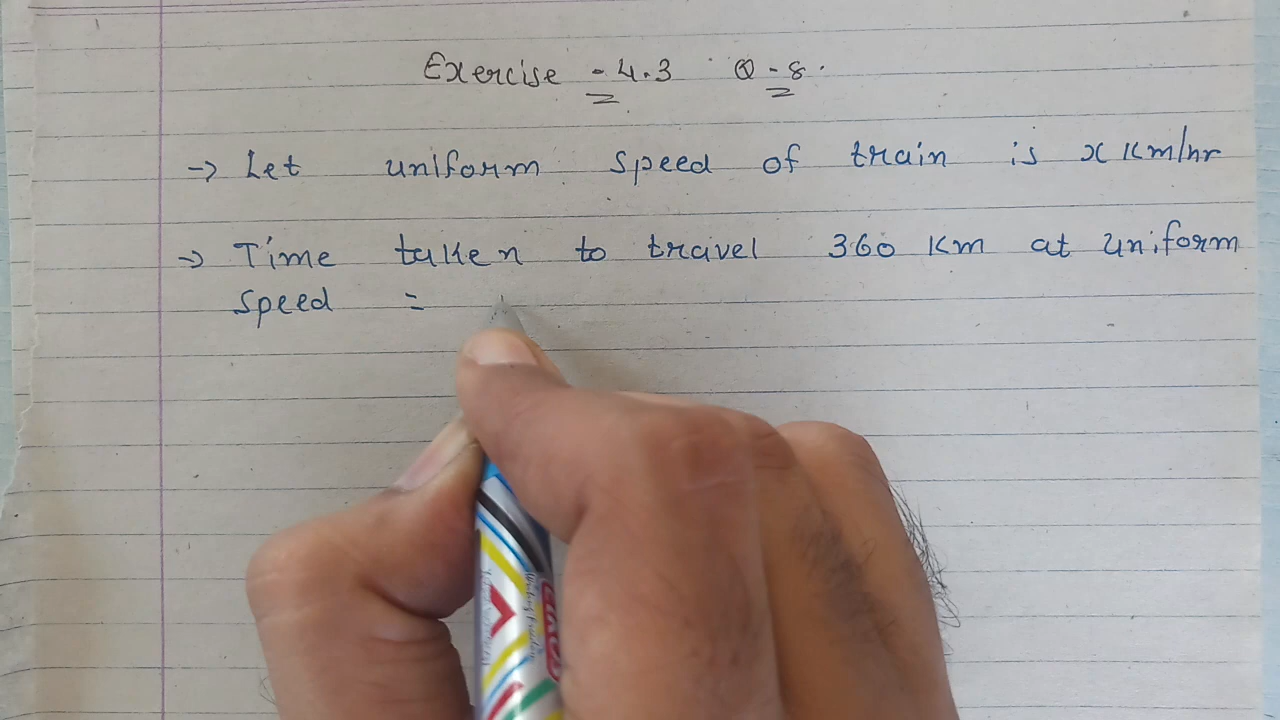 Exercise - 4.3 Q - 8.
→ Let uniform speed of train is x Km/hr
→ Time taken to travel 360 Km at uniform
speed =